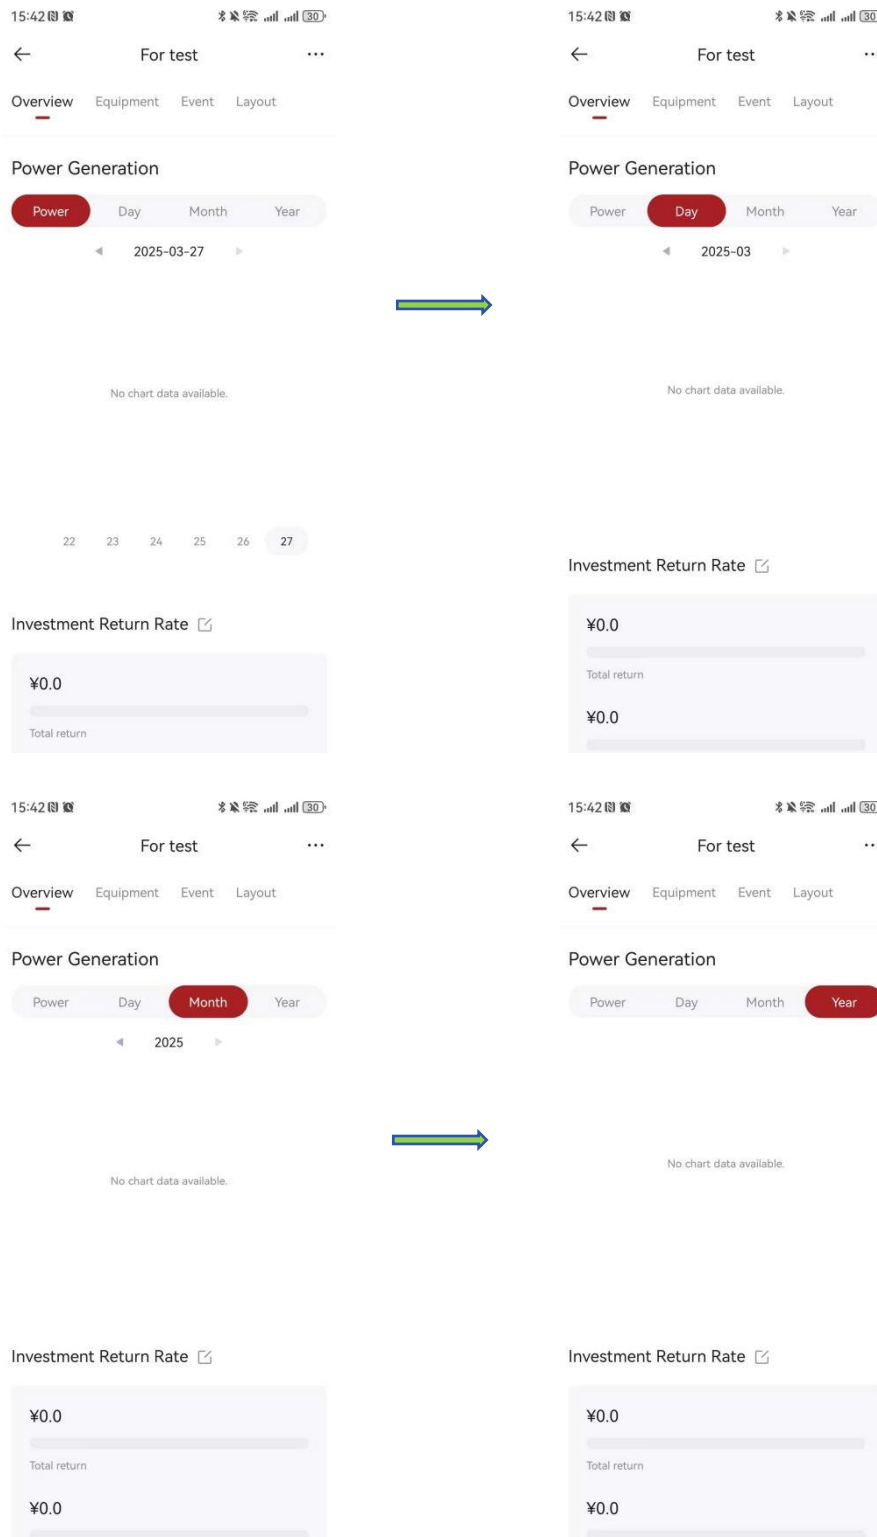 15:42 30
For test
Overview Equipment Event Layout
Power Generation
Power Day Month Year
2025-03-27
No chart data available.
22 23 24 25 26 27
Investment Return Rate
¥0.0
Total return
15:42 30
For test
Overview Equipment Event Layout
Power Generation
Power Day Month Year
2025-03
No chart data available.
Investment Return Rate
¥0.0
Total return
¥0.0
15:42 30
For test
Overview Equipment Event Layout
Power Generation
Power Day Month Year
2025
No chart data available.
Investment Return Rate
¥0.0
Total return
¥0.0
15:42 30
For test
Overview Equipment Event Layout
Power Generation
Power Day Month Year
No chart data available.
Investment Return Rate
¥0.0
Total return
¥0.0